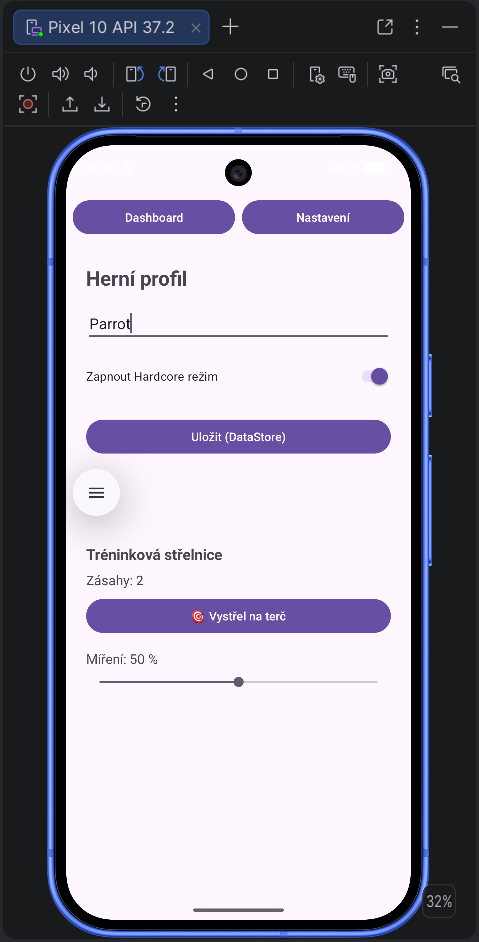 Pixel 10 API 37.2
Dashboard
Nastavení
Herní profil
Parrot
Zapnout Hardcore režim
Uložit (DataStore)
Tréninková střelnice
Zásahy: 2
🎯 Vystřel na terč
Míření: 50 %
32%